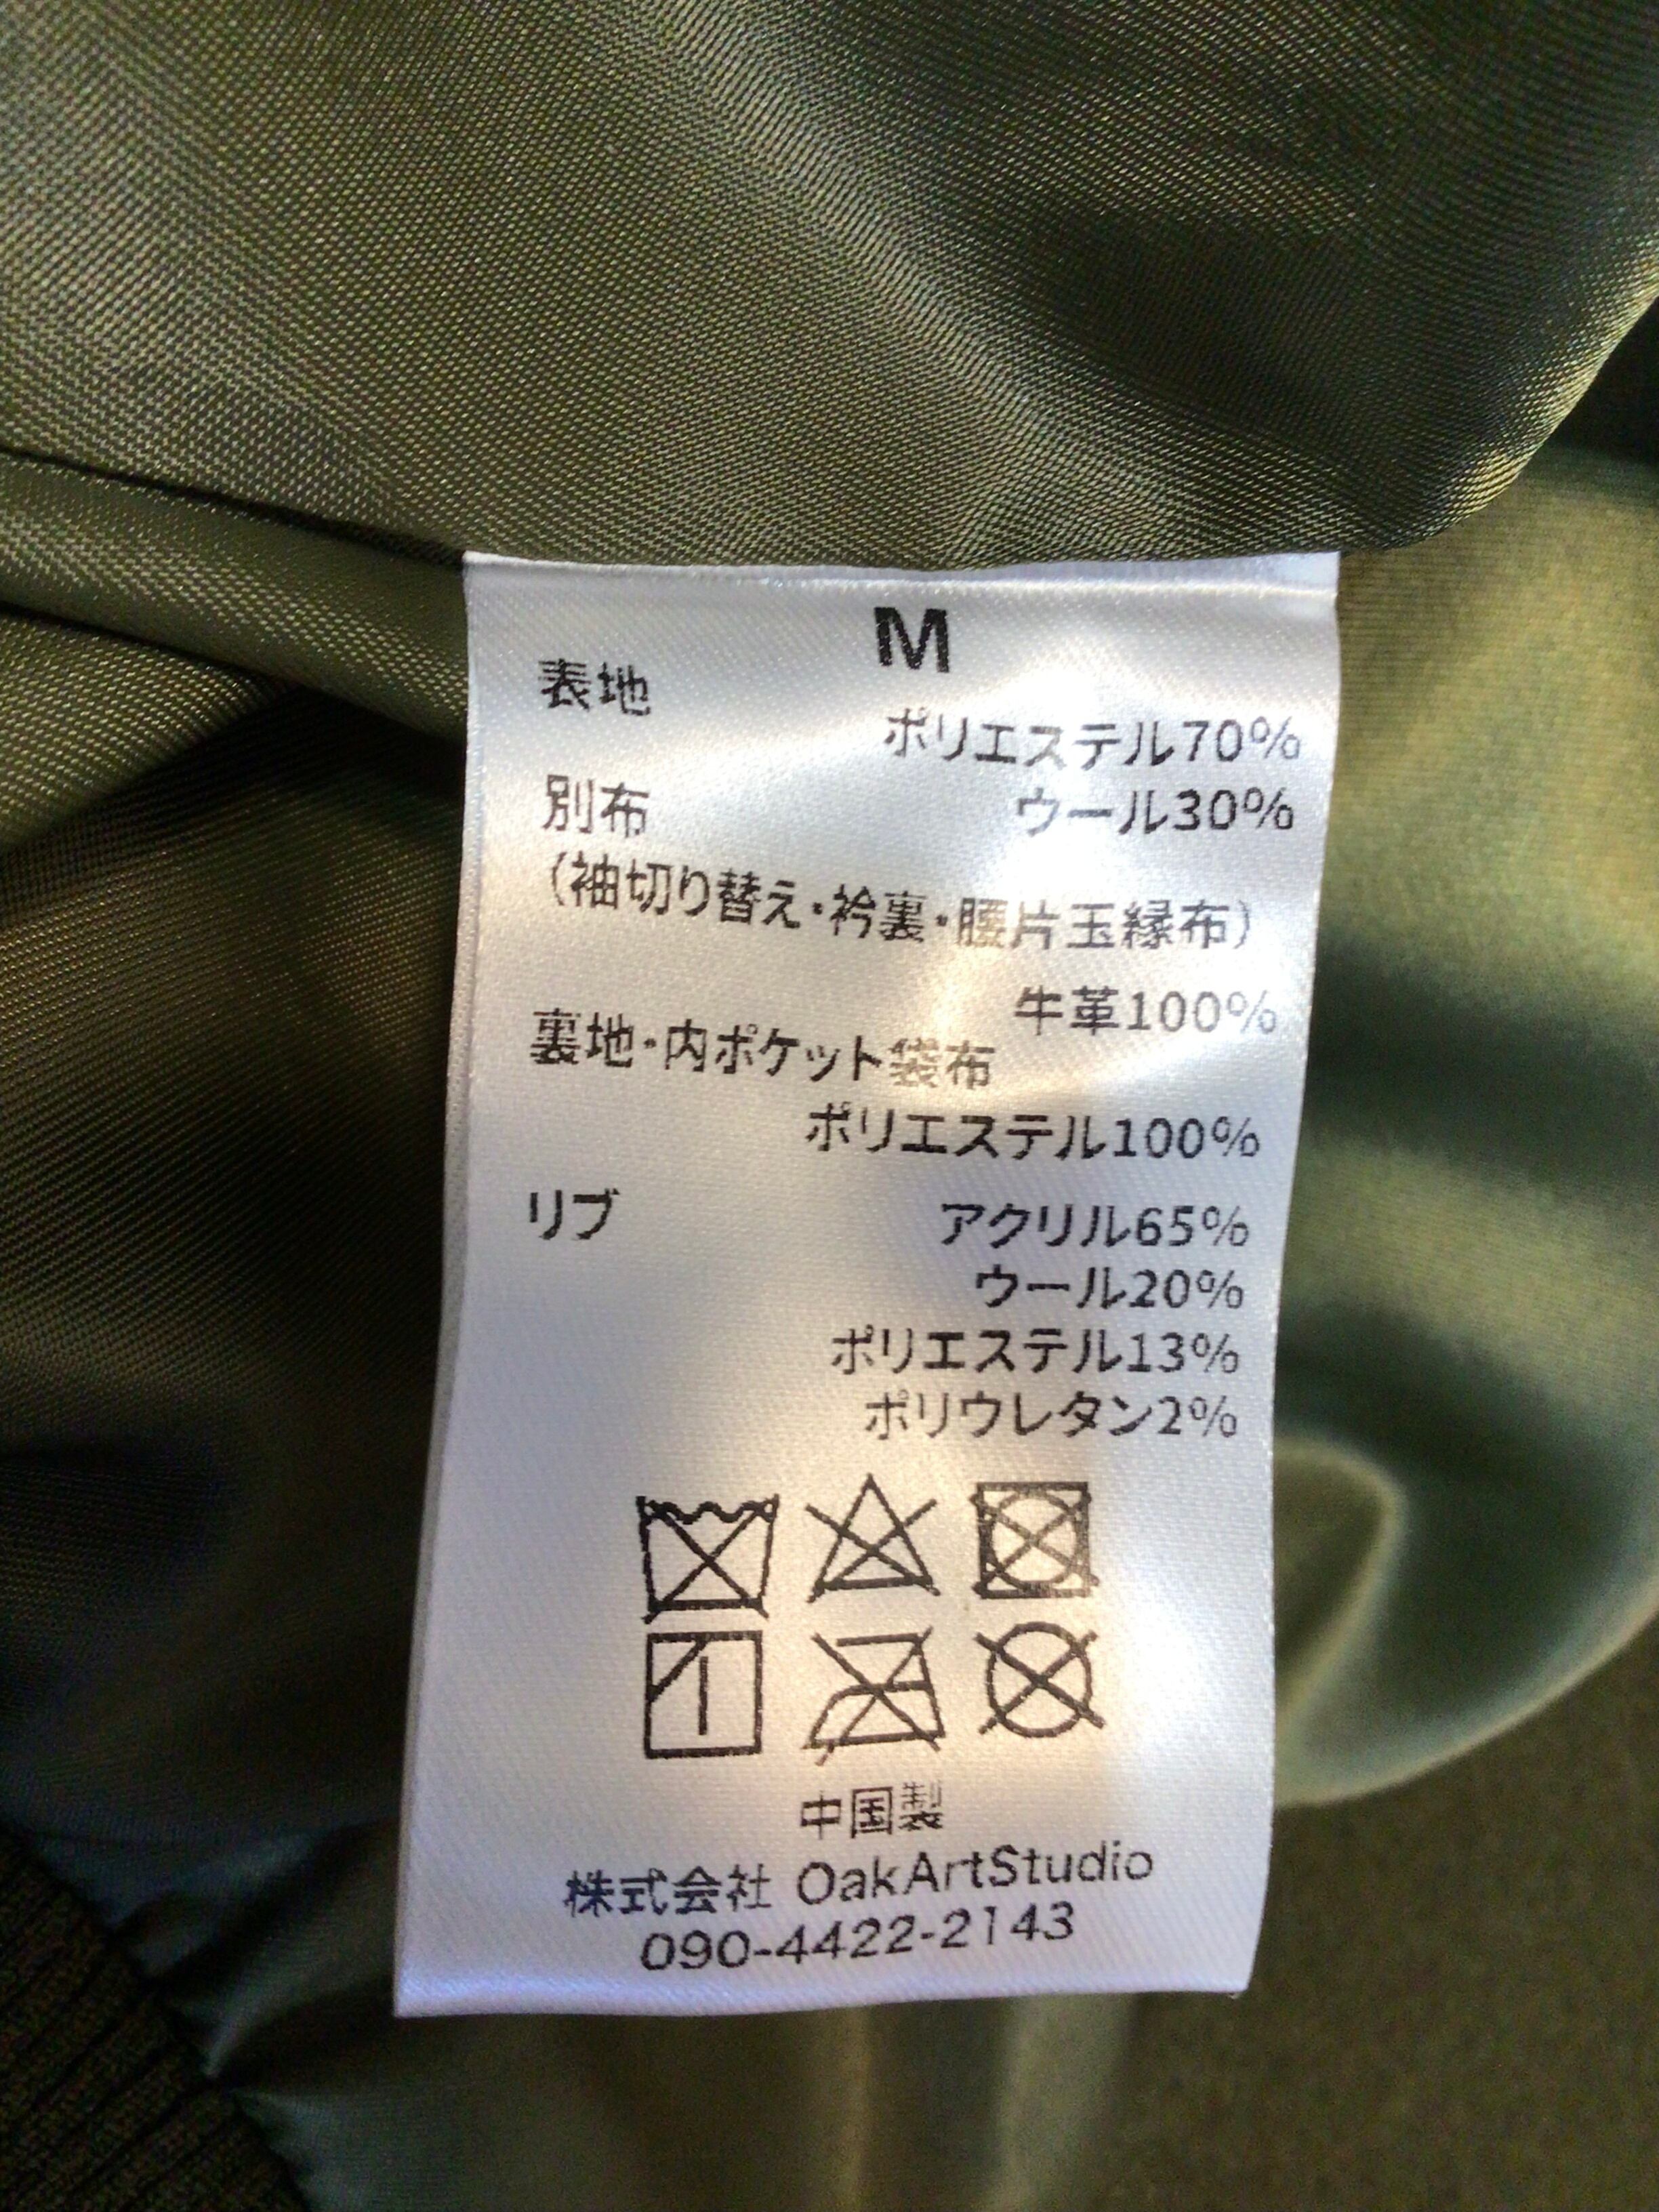 M
表地
ポリエステル70%
別布 ウール30%
(袖切り替え・衿裏・腰片玉縁布)
牛革100%
裏地・内ポケット袋布
ポリエステル100%
リブ アクリル65%
ウール20%
ポリエステル13%
ポリウレタン2%
中国製
株式会社 OakArtStudio
090-4422-2143